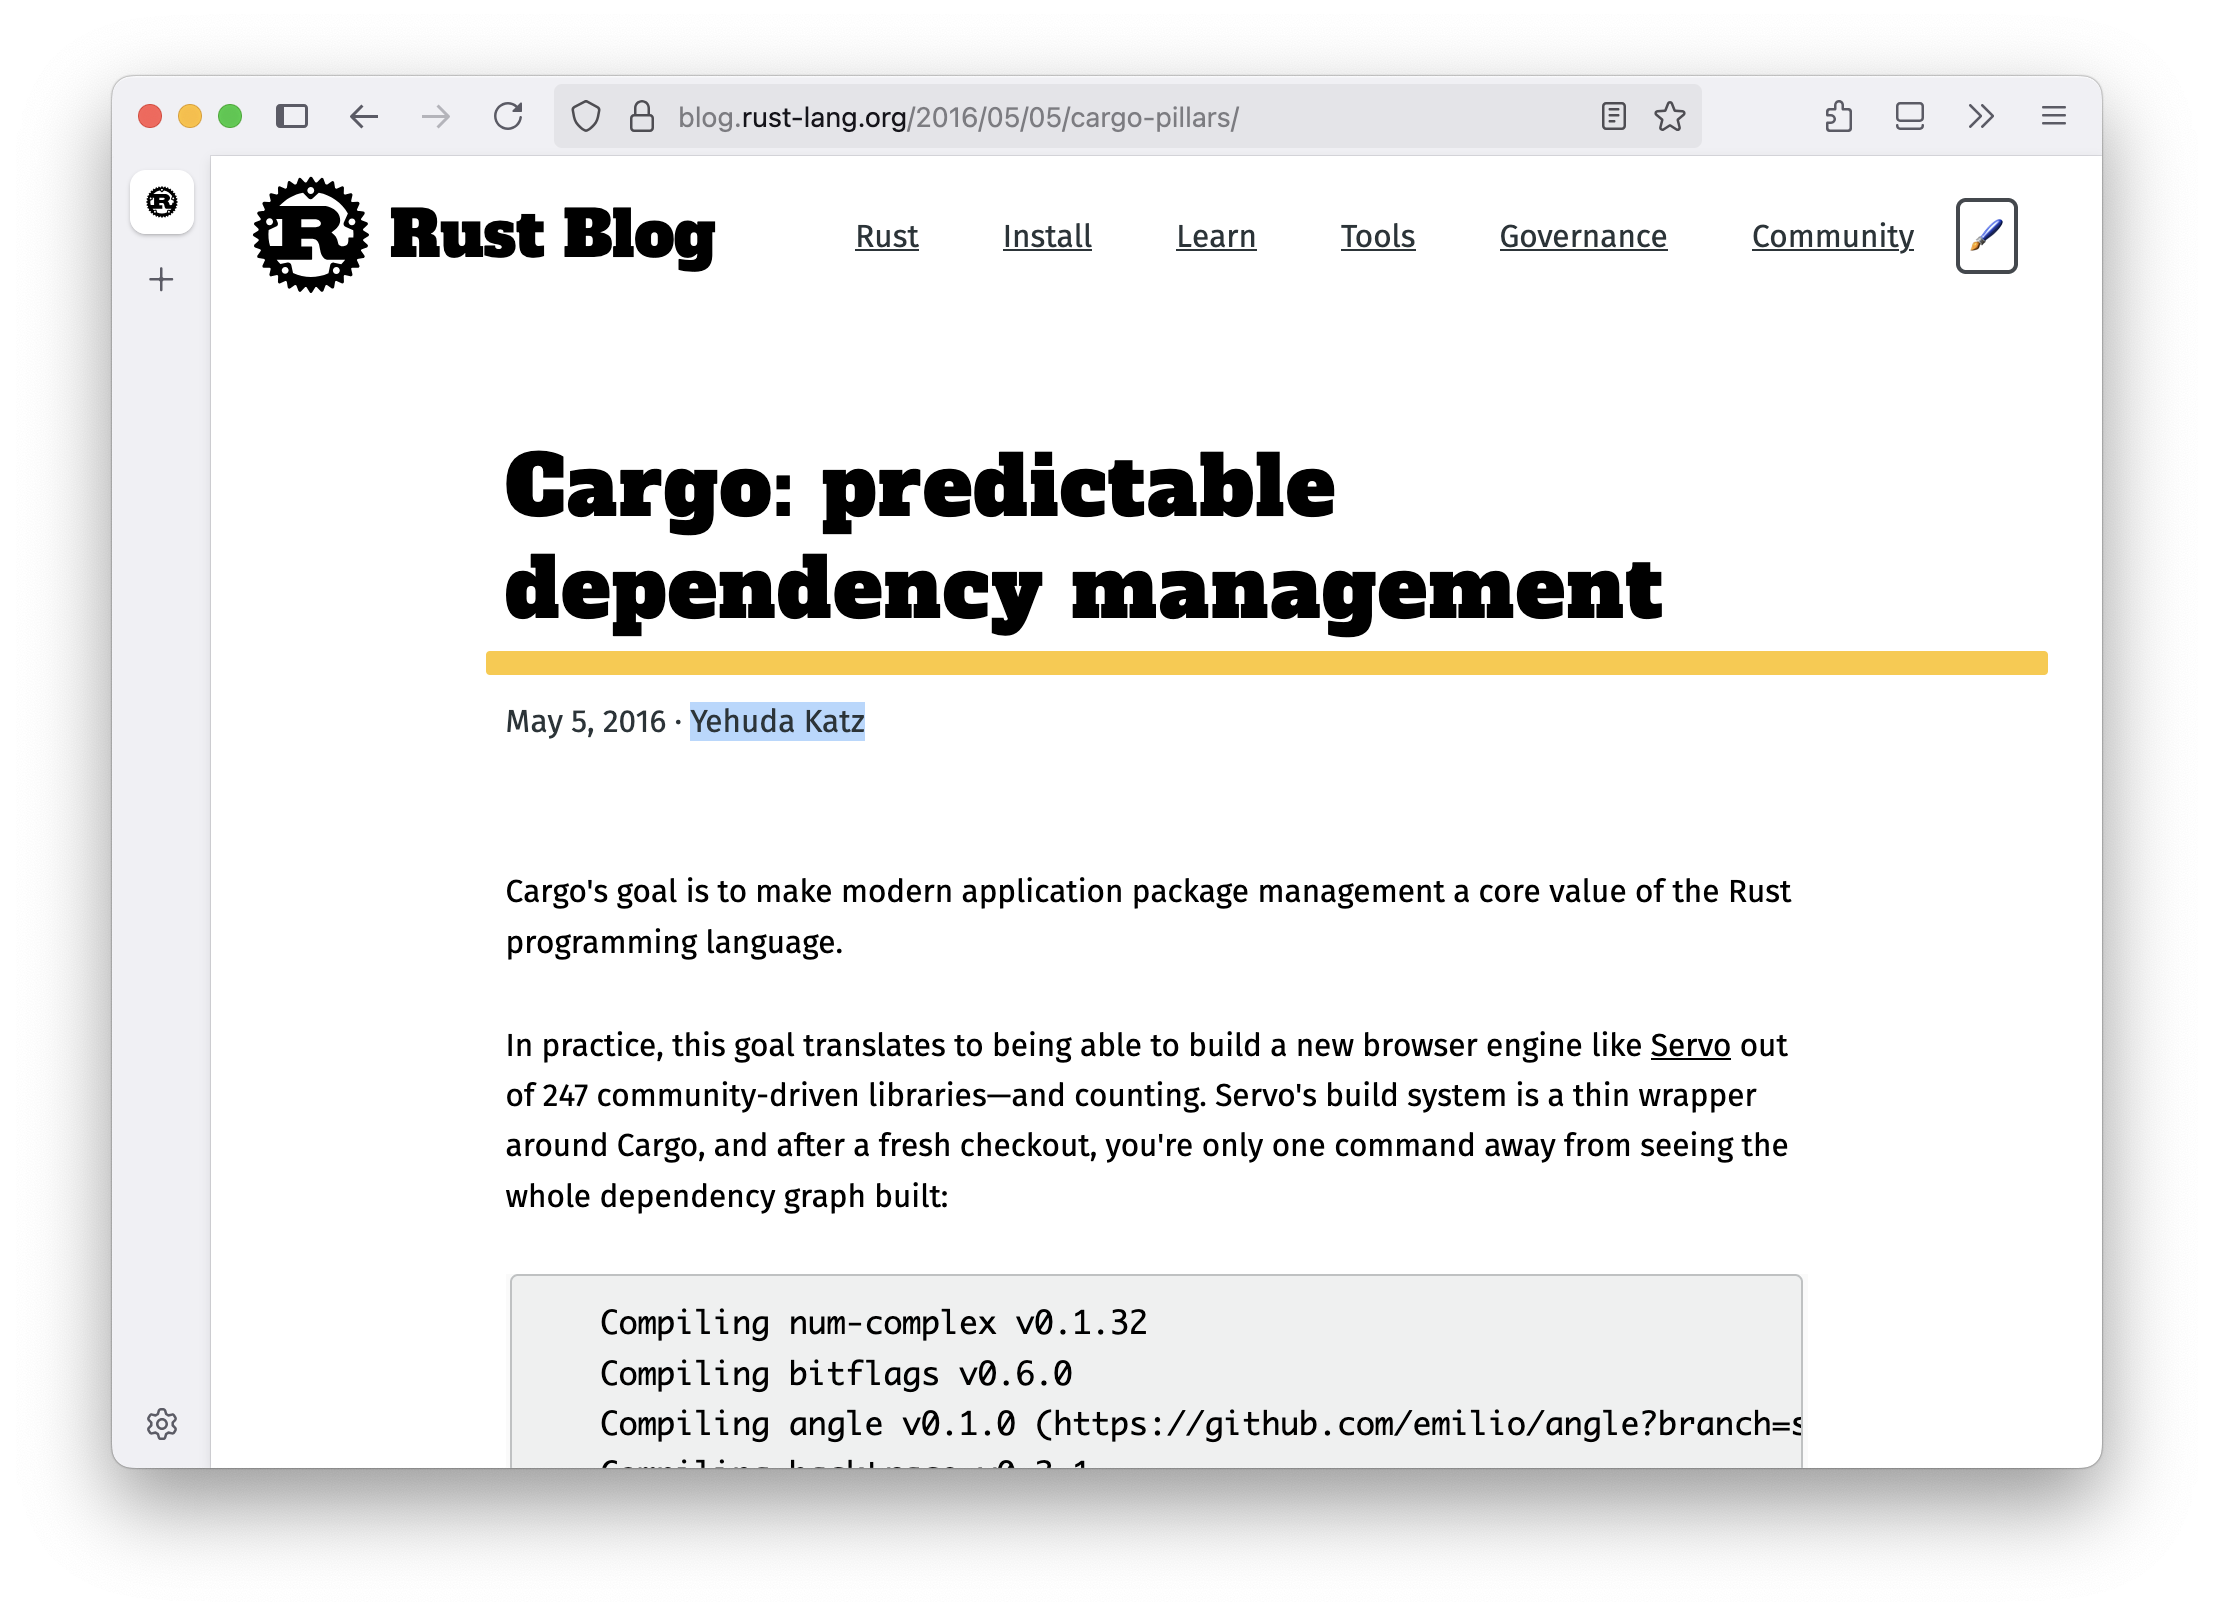 blog.rust-lang.org/2016/05/05/cargo-pillars/
R Rust Blog
Rust Install Learn Tools Governance Community
Cargo: predictable
dependency management
May 5, 2016 · Yehuda Katz
Cargo's goal is to make modern application package management a core value of the Rust
programming language.
In practice, this goal translates to being able to build a new browser engine like Servo out
of 247 community-driven libraries—and counting. Servo's build system is a thin wrapper
around Cargo, and after a fresh checkout, you're only one command away from seeing the
whole dependency graph built:
Compiling num-complex v0.1.32
Compiling bitflags v0.6.0
Compiling angle v0.1.0 (https://github.com/emilio/angle?branch=s
Compiling backtrace